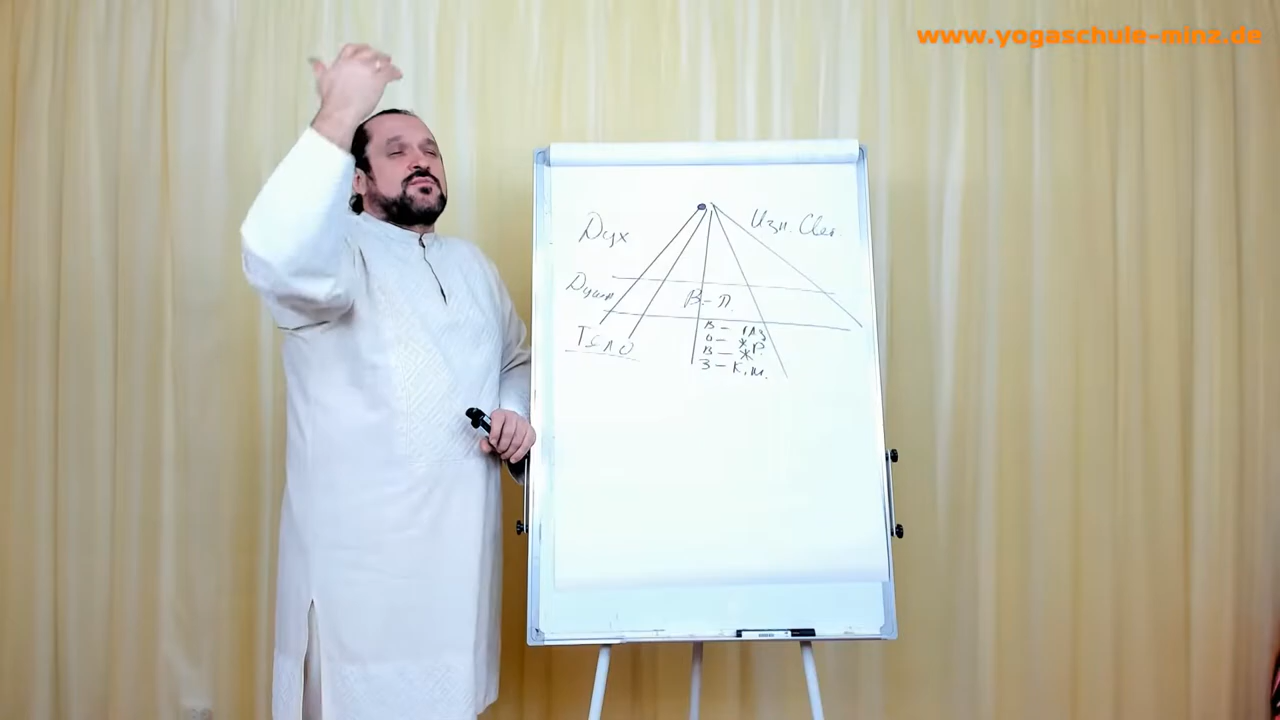 www.yogaschule-minz.de
Дух
Изн. Свет.
Душа
В - П.
ТЕЛО
В - ГАЗ
О - Ж.Р.
В - Ж
З - К, т.